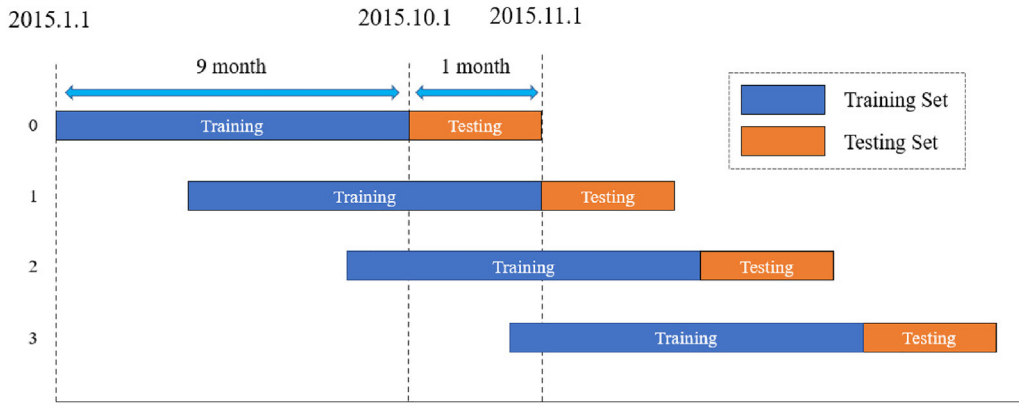 2015.1.1
2015.10.1
2015.11.1
9 month
1 month
Training Set
Testing Set
0
Training
Testing
1
Training
Testing
2
Training
Testing
3
Training
Testing